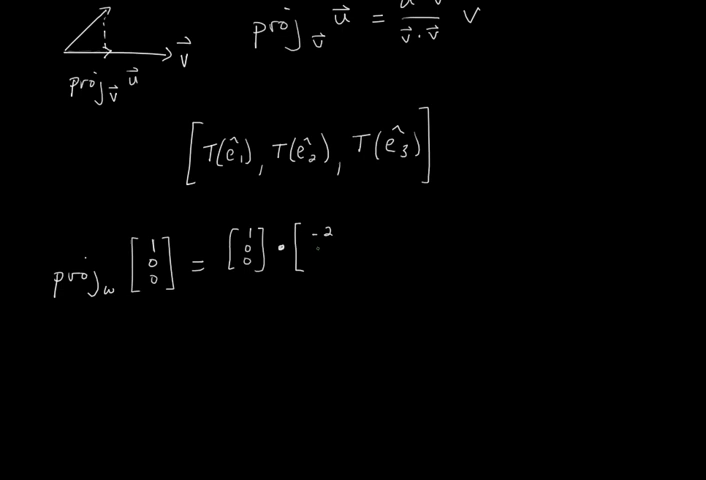 proj_v⃗ u⃗ = u⃗ · v⃗ / v⃗ · v⃗ v
v⃗
proj_v⃗ u⃗
[T(ê₁), T(ê₂), T(ê₃)]
proj_w [1 0 0] = [1 0 0] · [-2